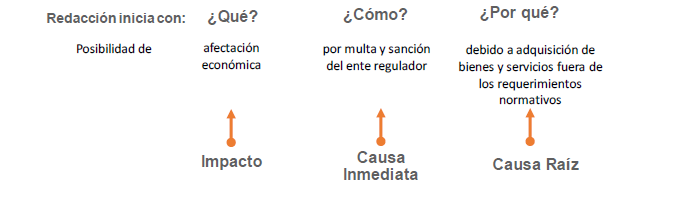 Redacción inicia con: ¿Qué? ¿Cómo? ¿Por qué?
Posibilidad de
afectación
económica
por multa y sanción
del ente regulador
debido a adquisición de
bienes y servicios fuera de
los requerimientos
normativos
Impacto
Causa
Inmediata
Causa Raíz